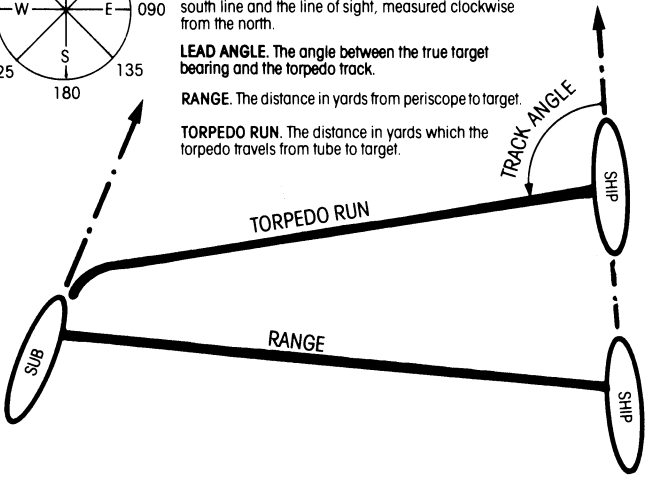 W E 090
S
25 135
180
south line and the line of sight, measured clockwise
from the north.
LEAD ANGLE. The angle between the true target
bearing and the torpedo track.
RANGE. The distance in yards from periscope to target.
TORPEDO RUN. The distance in yards which the
torpedo travels from tube to target.
TRACK ANGLE
SHIP
TORPEDO RUN
RANGE
SUB
SHIP